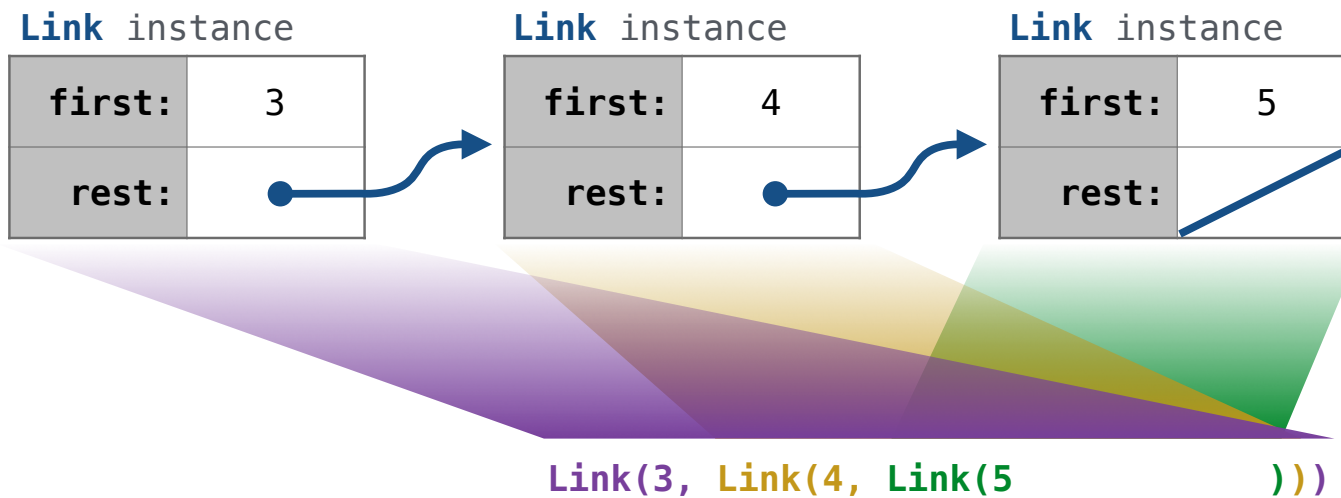 Link instance Link instance Link instance
first: 3 first: 4 first: 5
rest: rest: rest:
Link(3, Link(4, Link(5 )))